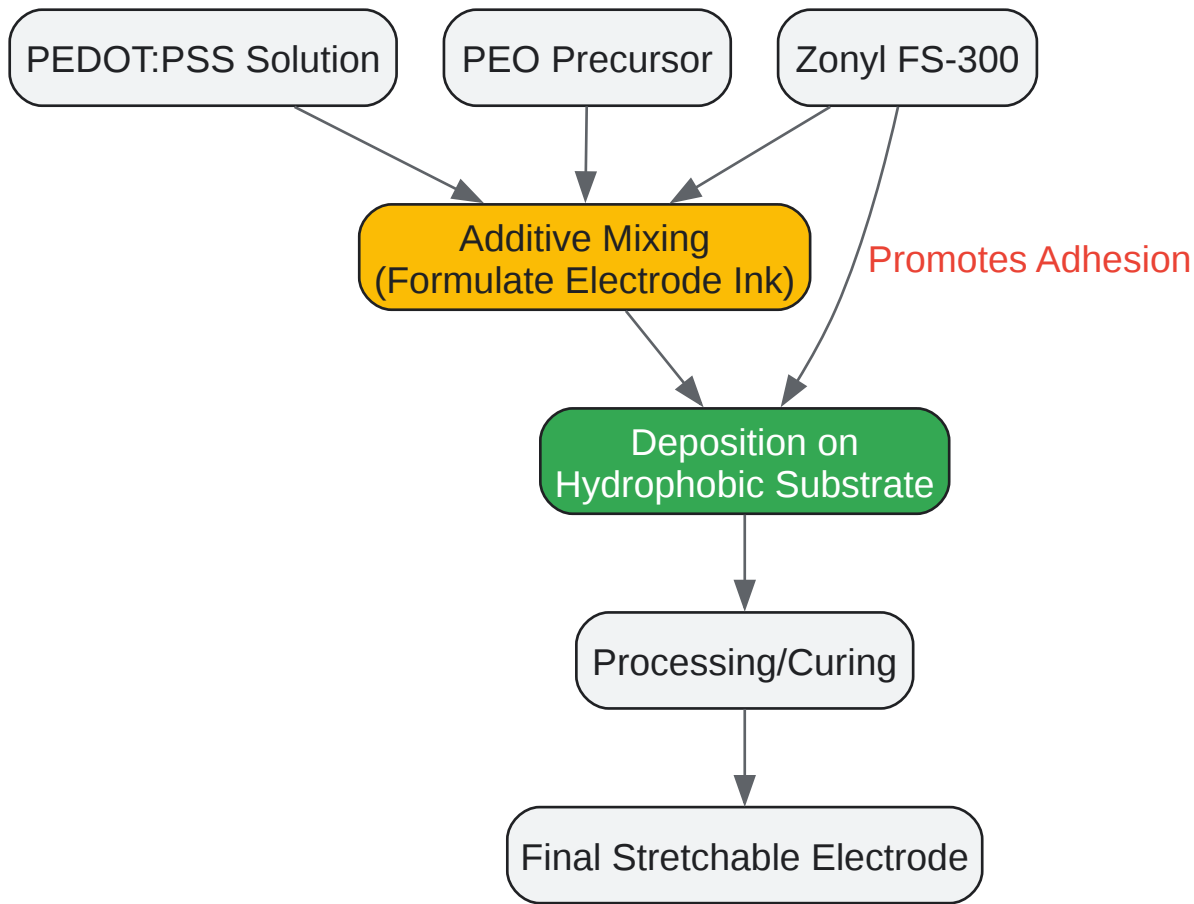 PEDOT:PSS Solution
PEO Precursor
Zonyl FS-300
Additive Mixing
(Formulate Electrode Ink)
Promotes Adhesion
Deposition on
Hydrophobic Substrate
Processing/Curing
Final Stretchable Electrode